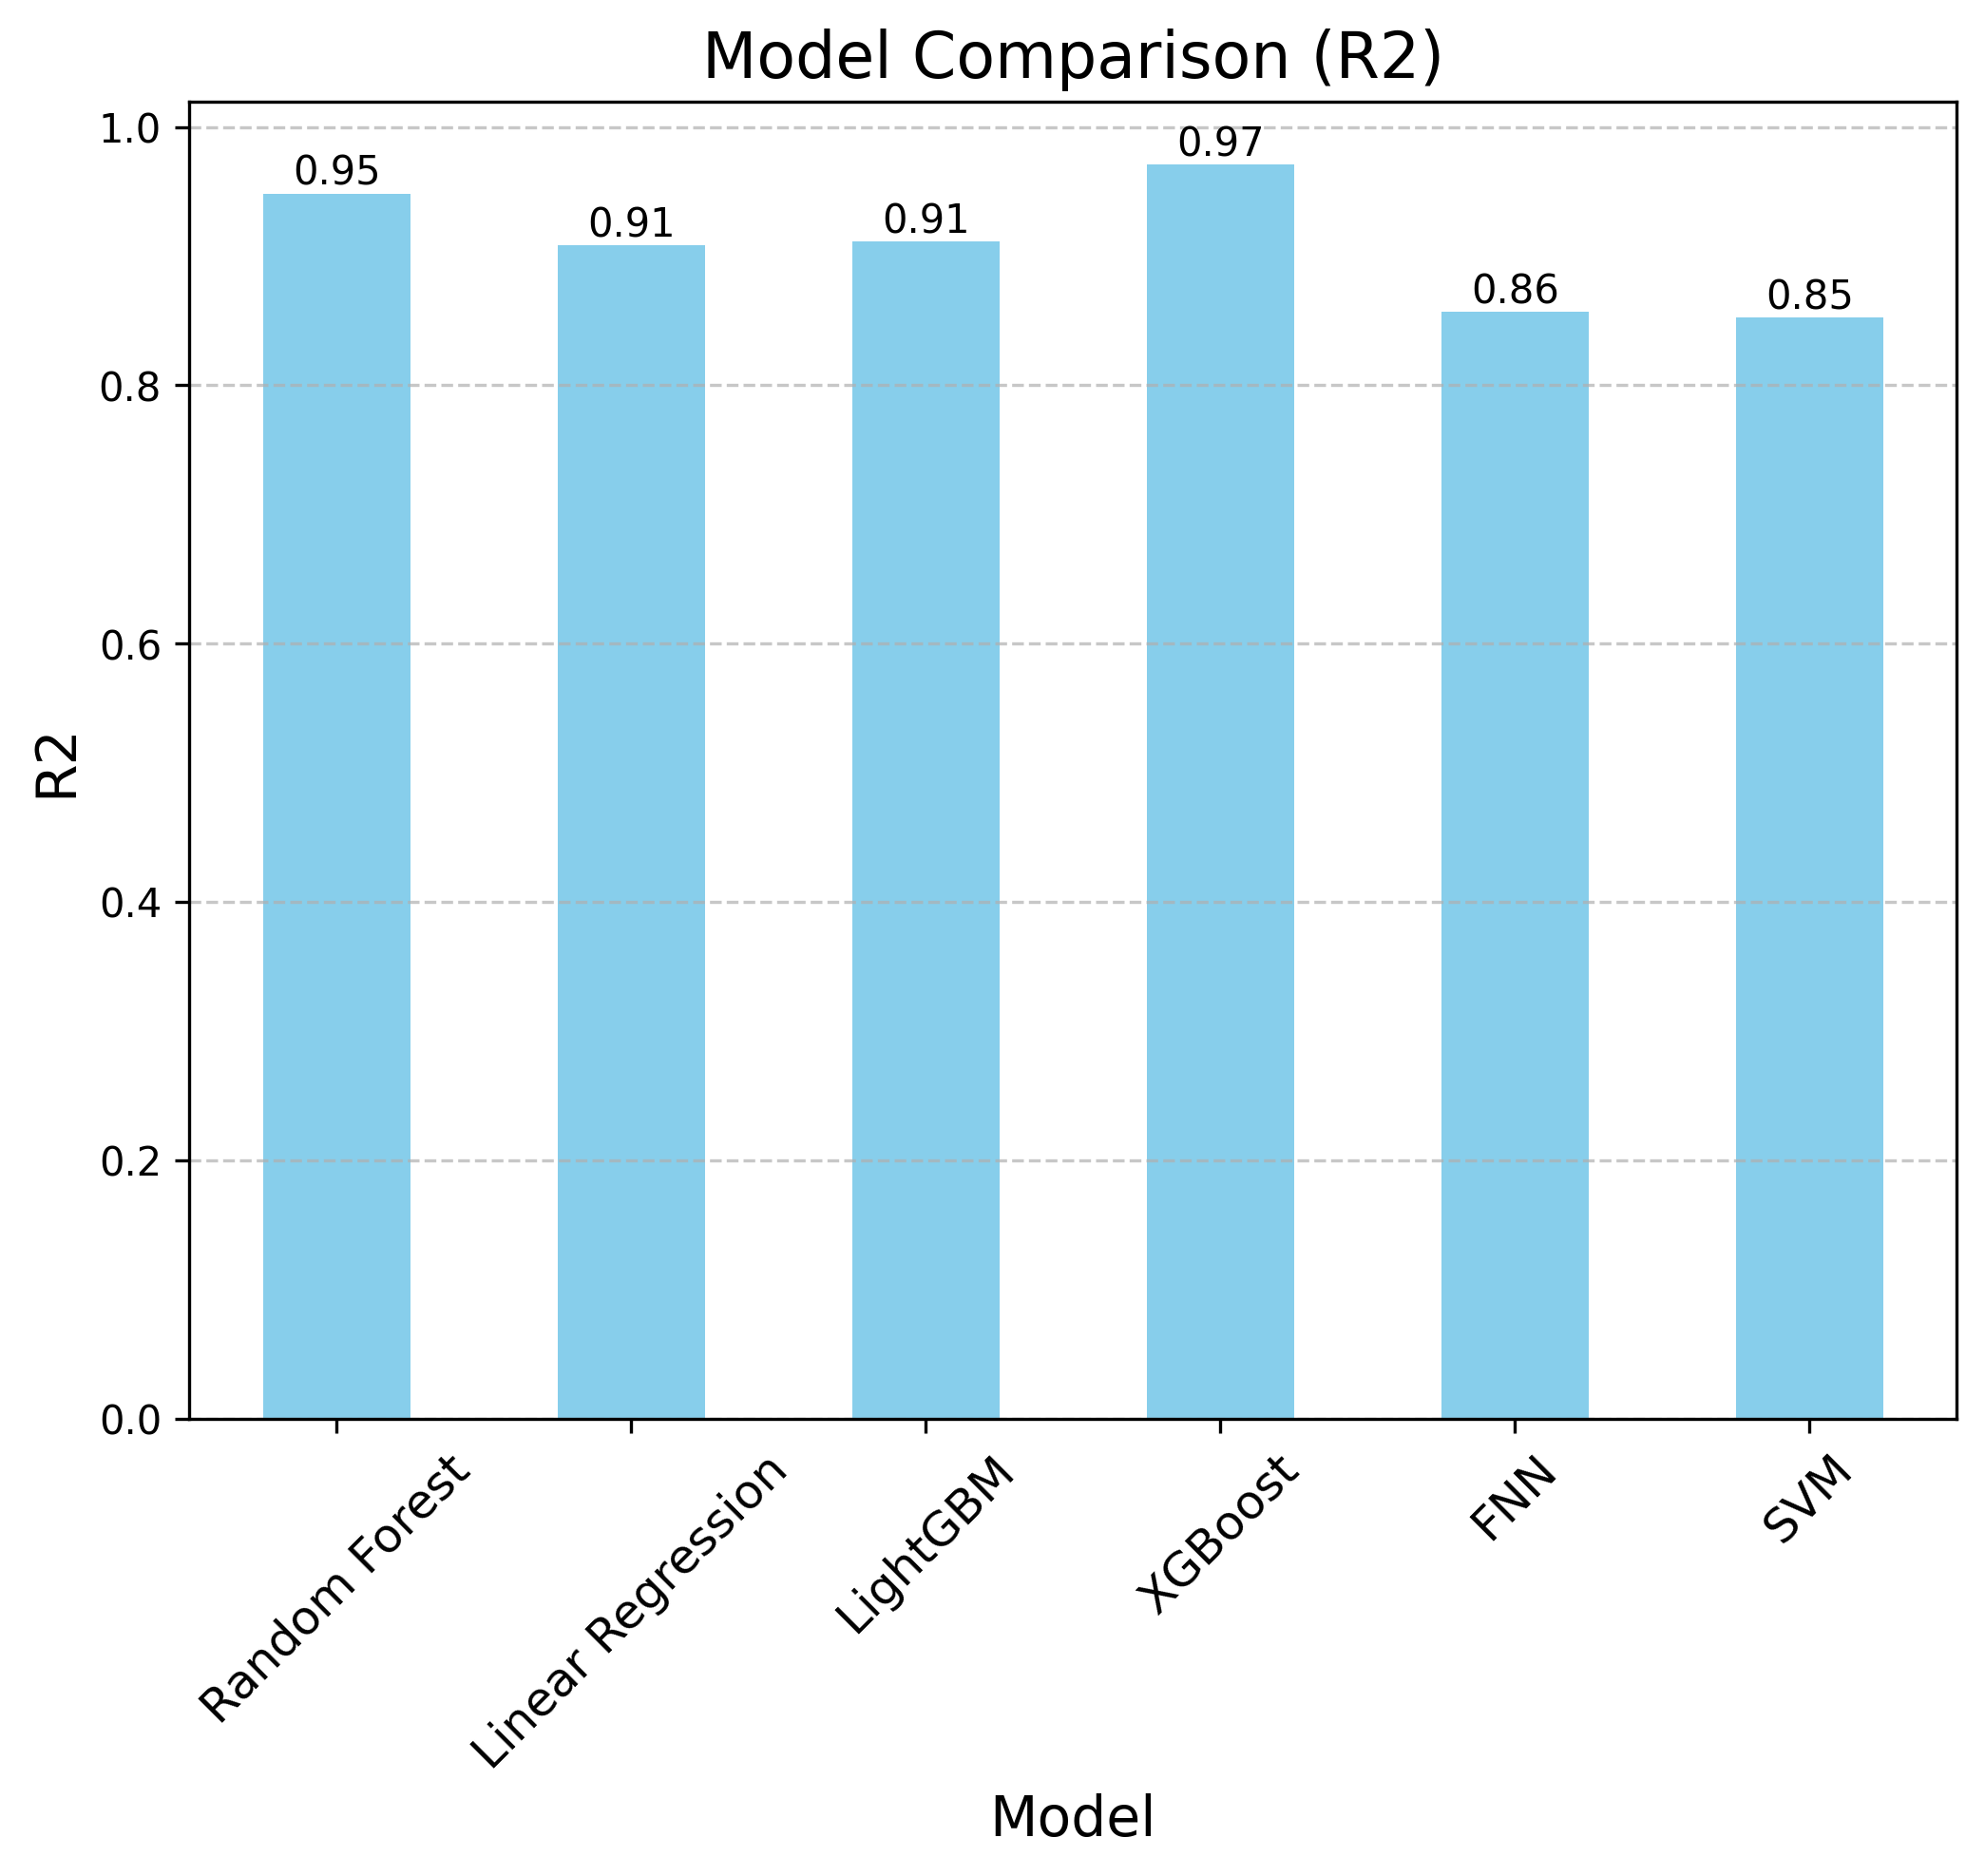 Model Comparison (R2)
R2
1.0
0.8
0.6
0.4
0.2
0.0
0.95
0.91
0.91
0.97
0.86
0.85
Random Forest
Linear Regression
LightGBM
XGBoost
FNN
SVM
Model